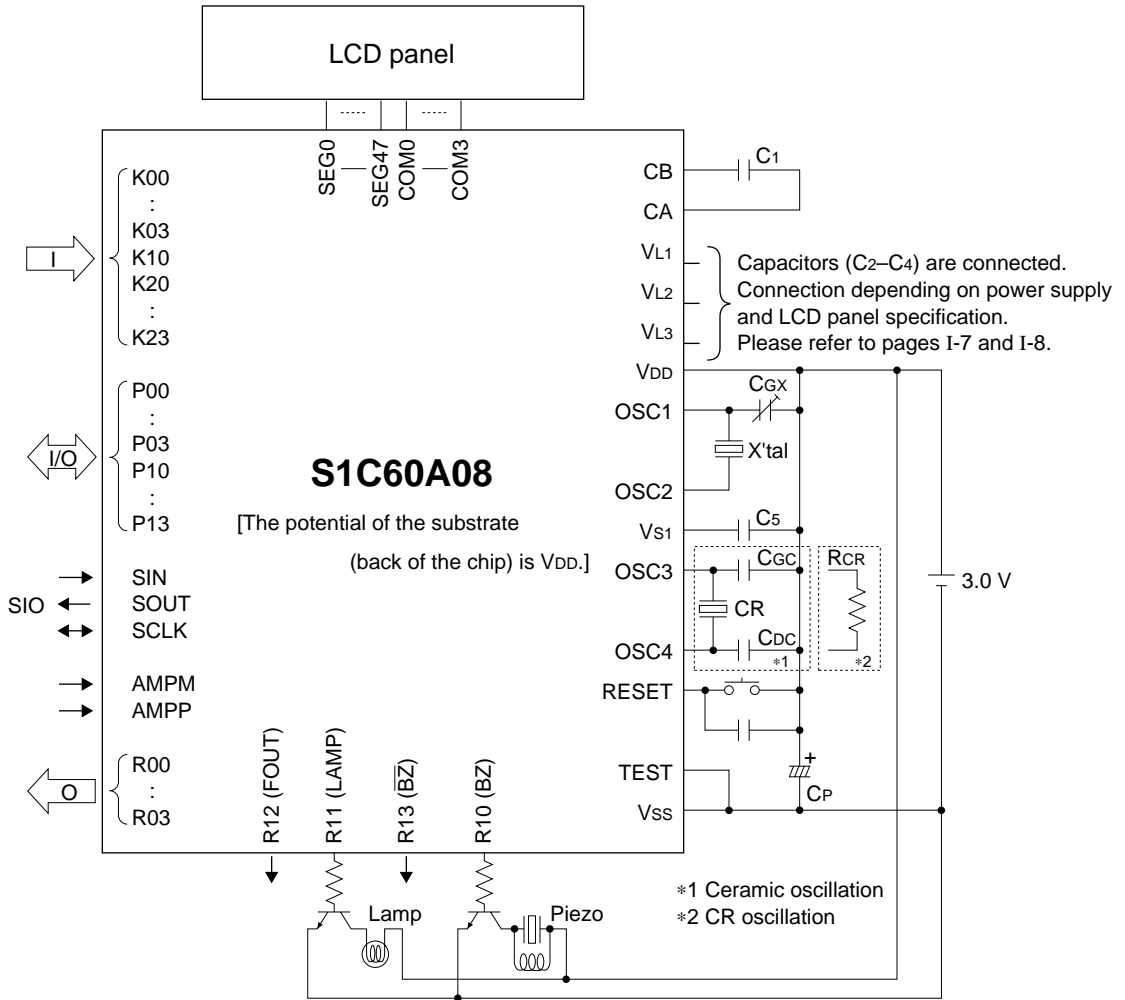 LCD panel
SEG0
SEG47
COM0
COM3
K00
:
K03
K10
K20
:
K23
I
P00
:
P03
P10
:
P13
I/O
SIN
SOUT
SCLK
SIO
AMPM
AMPP
R00
:
R03
O
S1C60A08
[The potential of the substrate
(back of the chip) is VDD.]
CB
CA
VL1
VL2
VL3
VDD
OSC1
OSC2
VS1
OSC3
OSC4
RESET
TEST
VSS
C1
Capacitors (C2–C4) are connected.
Connection depending on power supply
and LCD panel specification.
Please refer to pages I-7 and I-8.
CGX
X'tal
C5
CGC
CR
CDC
*1
RCR
*2
3.0 V
+
CP
R12 (FOUT)
R11 (LAMP)
R13 (B̅Z̅)
R10 (BZ)
Lamp
Piezo
*1 Ceramic oscillation
*2 CR oscillation